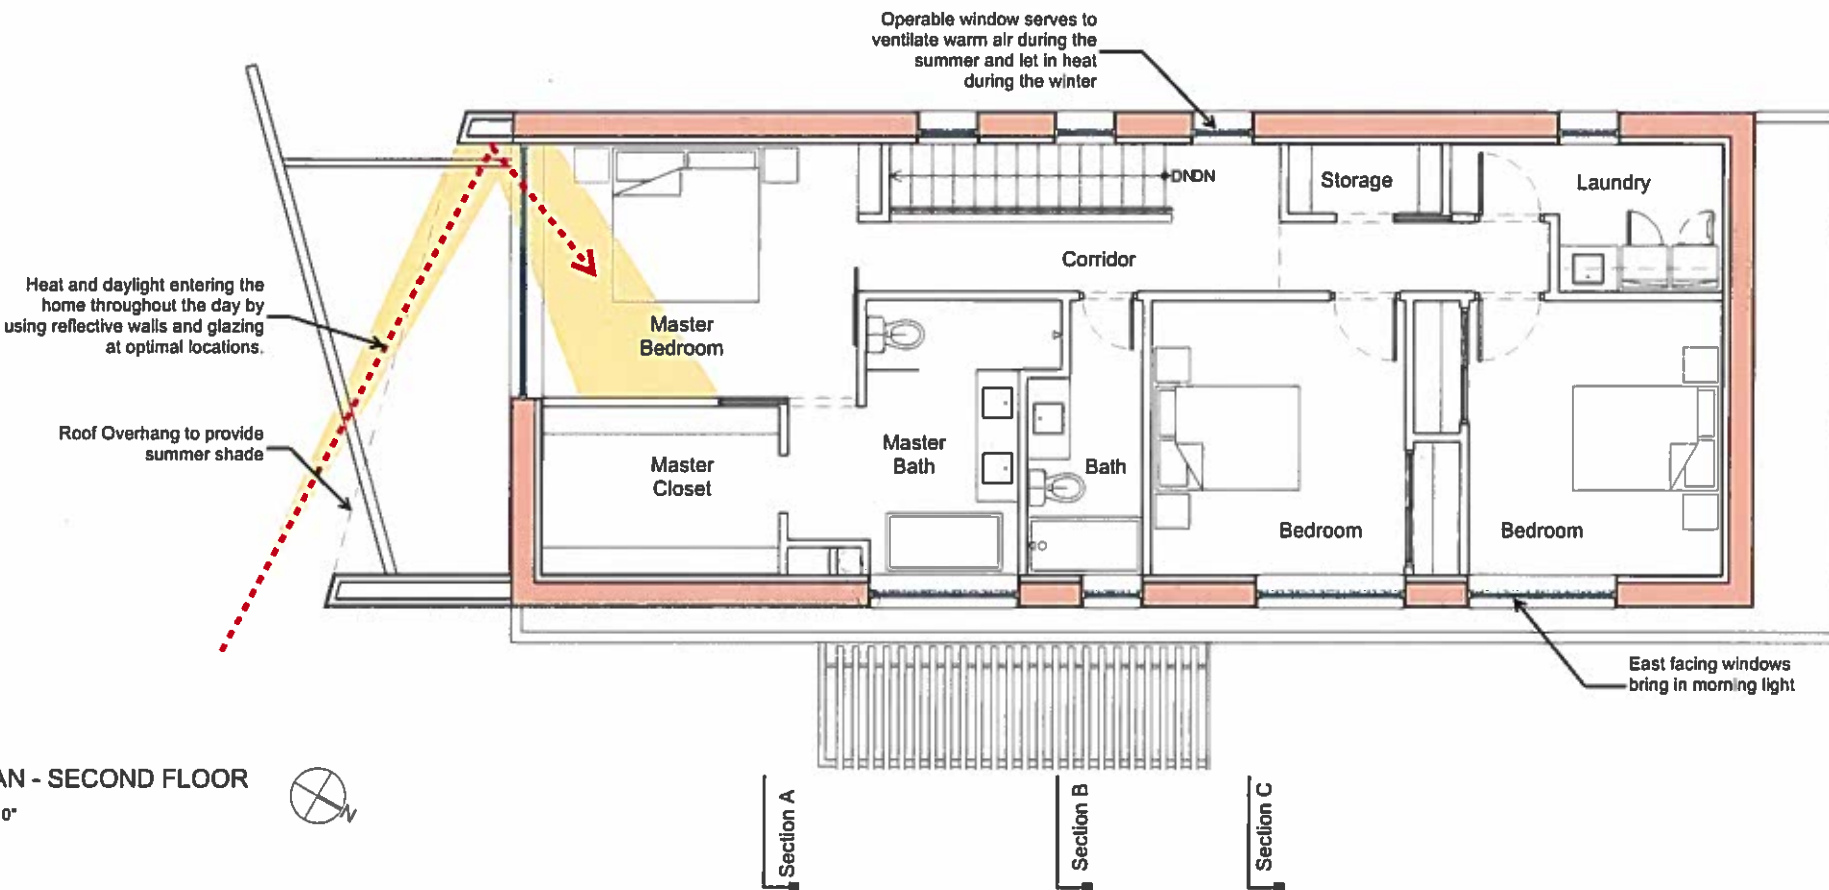 Operable window serves to
ventilate warm air during the
summer and let in heat
during the winter
DNDN
Storage
Laundry
Corridor
Heat and daylight entering the
home throughout the day by
using reflective walls and glazing
at optimal locations.
Master
Bedroom
Roof Overhang to provide
summer shade
Master
Closet
Master
Bath
Bath
Bedroom
Bedroom
East facing windows
bring in morning light
AN - SECOND FLOOR
0"
N
Section A
Section B
Section C